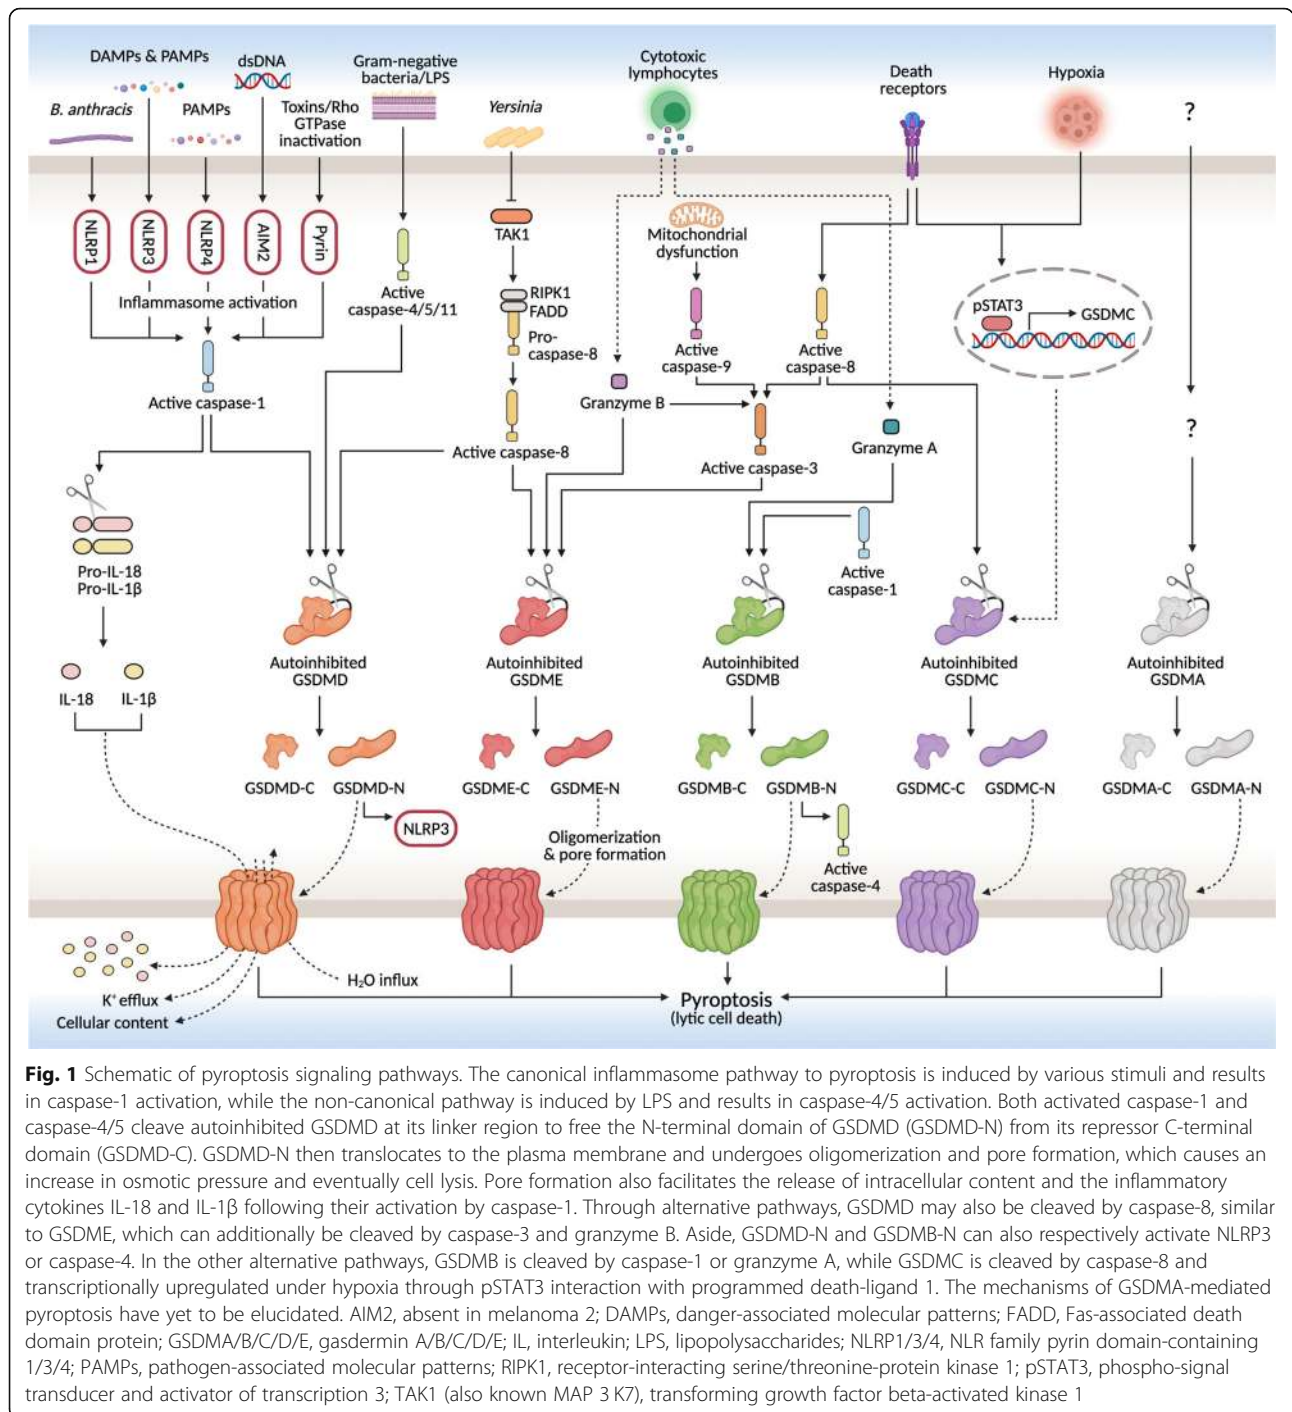 DAMPs & PAMPs
dsDNA
Gram-negative
bacteria/LPS
Cytotoxic
lymphocytes
Death
receptors
Hypoxia
B. anthracis
PAMPs
Toxins/Rho
GTPase
inactivation
Yersinia
?
NLRP1
NLRP3
NLRP4
AIM2
Pyrin
TAK1
Mitochondrial
dysfunction
Inflammasome activation
Active
caspase-4/5/11
RIPK1
FADD
Pro-
caspase-8
Active
caspase-9
Active
caspase-8
pSTAT3
GSDMC
Active caspase-1
Granzyme B
Active caspase-8
Active caspase-3
Granzyme A
?
Active
caspase-1
Pro-IL-18
Pro-IL-1β
IL-18
IL-1β
Autoinhibited
GSDMD
Autoinhibited
GSDME
Autoinhibited
GSDMB
Autoinhibited
GSDMC
Autoinhibited
GSDMA
GSDMD-C
GSDMD-N
GSDME-C
GSDME-N
GSDMB-C
GSDMB-N
GSDMC-C
GSDMC-N
GSDMA-C
GSDMA-N
NLRP3
Oligomerization
& pore formation
Active
caspase-4
H₂O influx
K⁺ efflux
Cellular content
Pyroptosis
(lytic cell death)
Fig. 1 Schematic of pyroptosis signaling pathways. The canonical inflammasome pathway to pyroptosis is induced by various stimuli and results
in caspase-1 activation, while the non-canonical pathway is induced by LPS and results in caspase-4/5 activation. Both activated caspase-1 and
caspase-4/5 cleave autoinhibited GSDMD at its linker region to free the N-terminal domain of GSDMD (GSDMD-N) from its repressor C-terminal
domain (GSDMD-C). GSDMD-N then translocates to the plasma membrane and undergoes oligomerization and pore formation, which causes an
increase in osmotic pressure and eventually cell lysis. Pore formation also facilitates the release of intracellular content and the inflammatory
cytokines IL-18 and IL-1β following their activation by caspase-1. Through alternative pathways, GSDMD may also be cleaved by caspase-8, similar
to GSDME, which can additionally be cleaved by caspase-3 and granzyme B. Aside, GSDMD-N and GSDMB-N can also respectively activate NLRP3
or caspase-4. In the other alternative pathways, GSDMB is cleaved by caspase-1 or granzyme A, while GSDMC is cleaved by caspase-8 and
transcriptionally upregulated under hypoxia through pSTAT3 interaction with programmed death-ligand 1. The mechanisms of GSDMA-mediated
pyroptosis have yet to be elucidated. AIM2, absent in melanoma 2; DAMPs, danger-associated molecular patterns; FADD, Fas-associated death
domain protein; GSDMA/B/C/D/E, gasdermin A/B/C/D/E; IL, interleukin; LPS, lipopolysaccharides; NLRP1/3/4, NLR family pyrin domain-containing
1/3/4; PAMPs, pathogen-associated molecular patterns; RIPK1, receptor-interacting serine/threonine-protein kinase 1; pSTAT3, phospho-signal
transducer and activator of transcription 3; TAK1 (also known MAP 3 K7), transforming growth factor beta-activated kinase 1